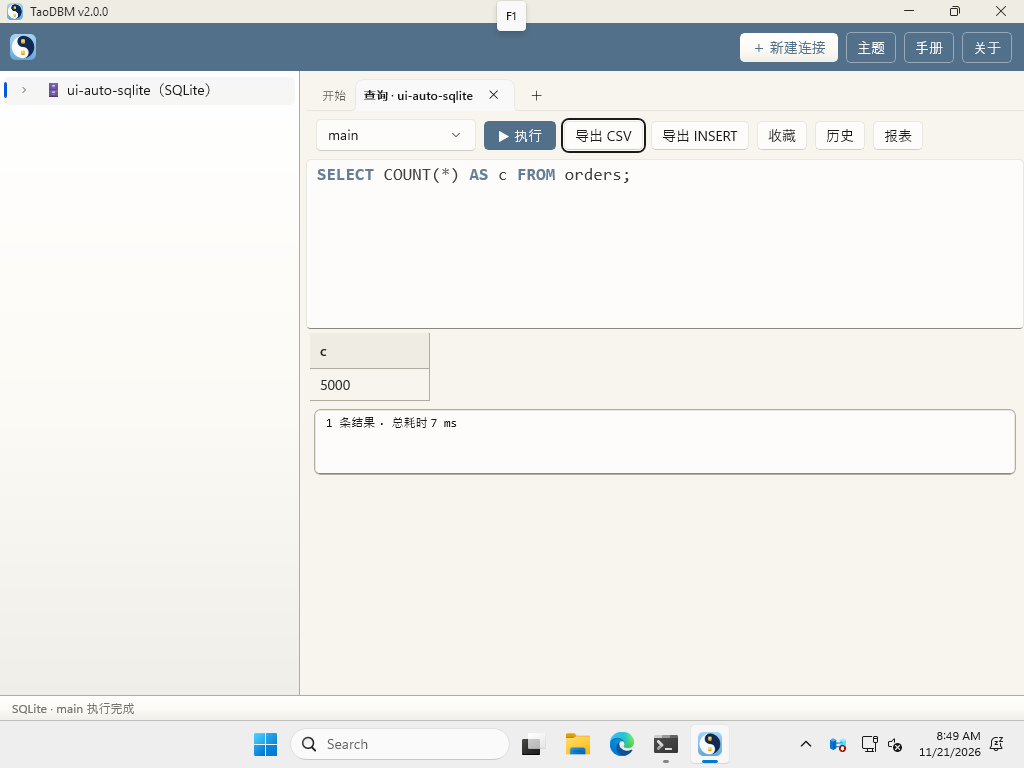 TaoDBM v2.0.0
F1
+ 新建连接
主题
手册
关于
ui-auto-sqlite（SQLite）
开始
查询 · ui-auto-sqlite
main
执行
导出 CSV
导出 INSERT
收藏
历史
报表
SELECT COUNT(*) AS c FROM orders;
c
5000
1 条结果 · 总耗时 7 ms
SQLite · main 执行完成
Search
8:49 AM
11/21/2026